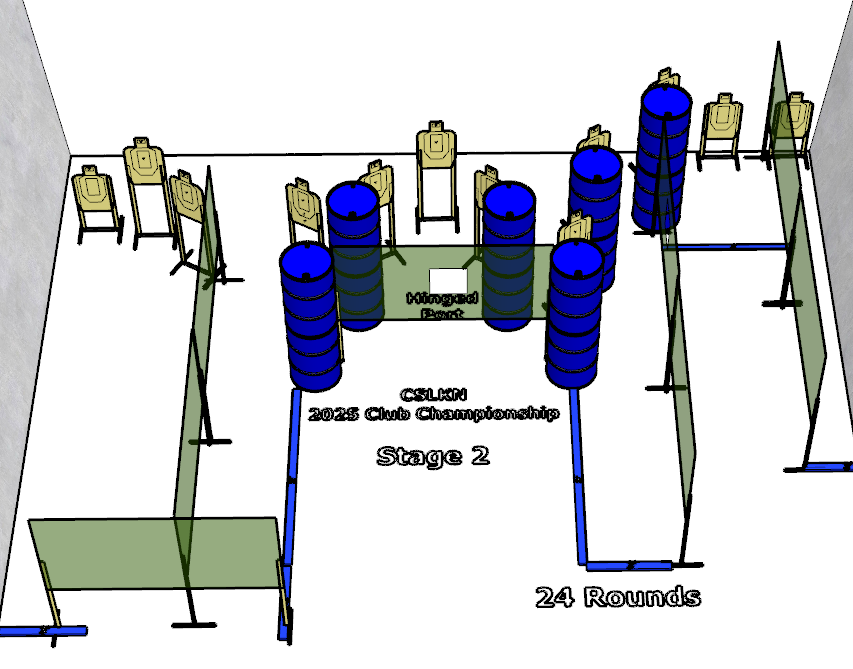 Hinged
Port
CSLKN
2025 Club Championship
Stage 2
24 Rounds